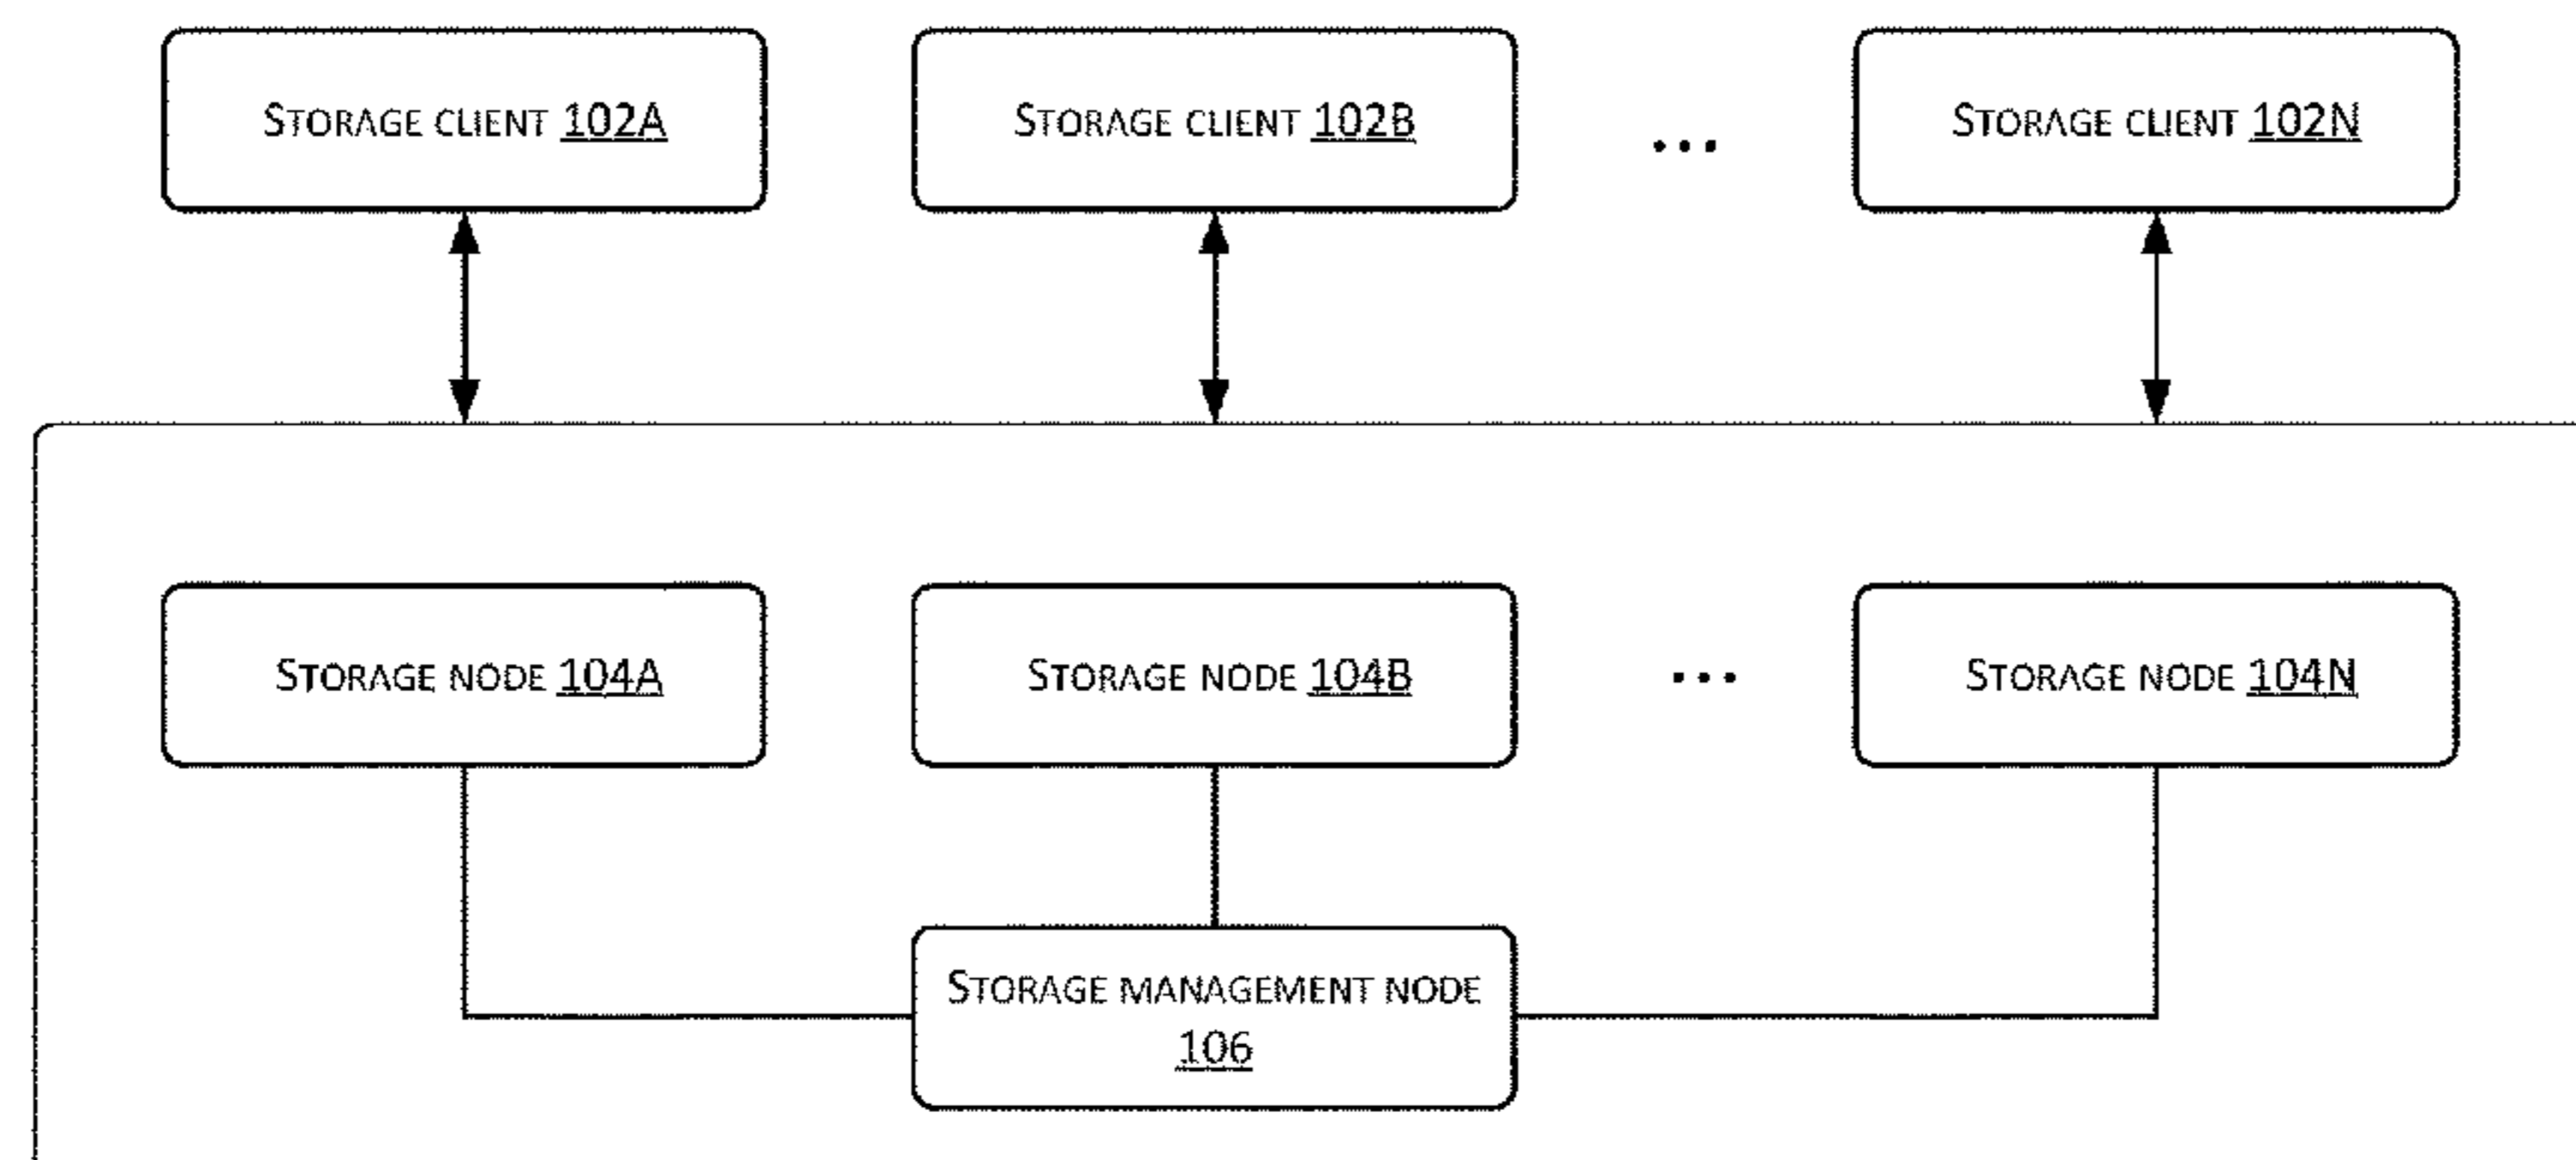 STORAGE CLIENT 102A
STORAGE CLIENT 102B
...
STORAGE CLIENT 102N
STORAGE NODE 104A
STORAGE NODE 104B
...
STORAGE NODE 104N
STORAGE MANAGEMENT NODE
106